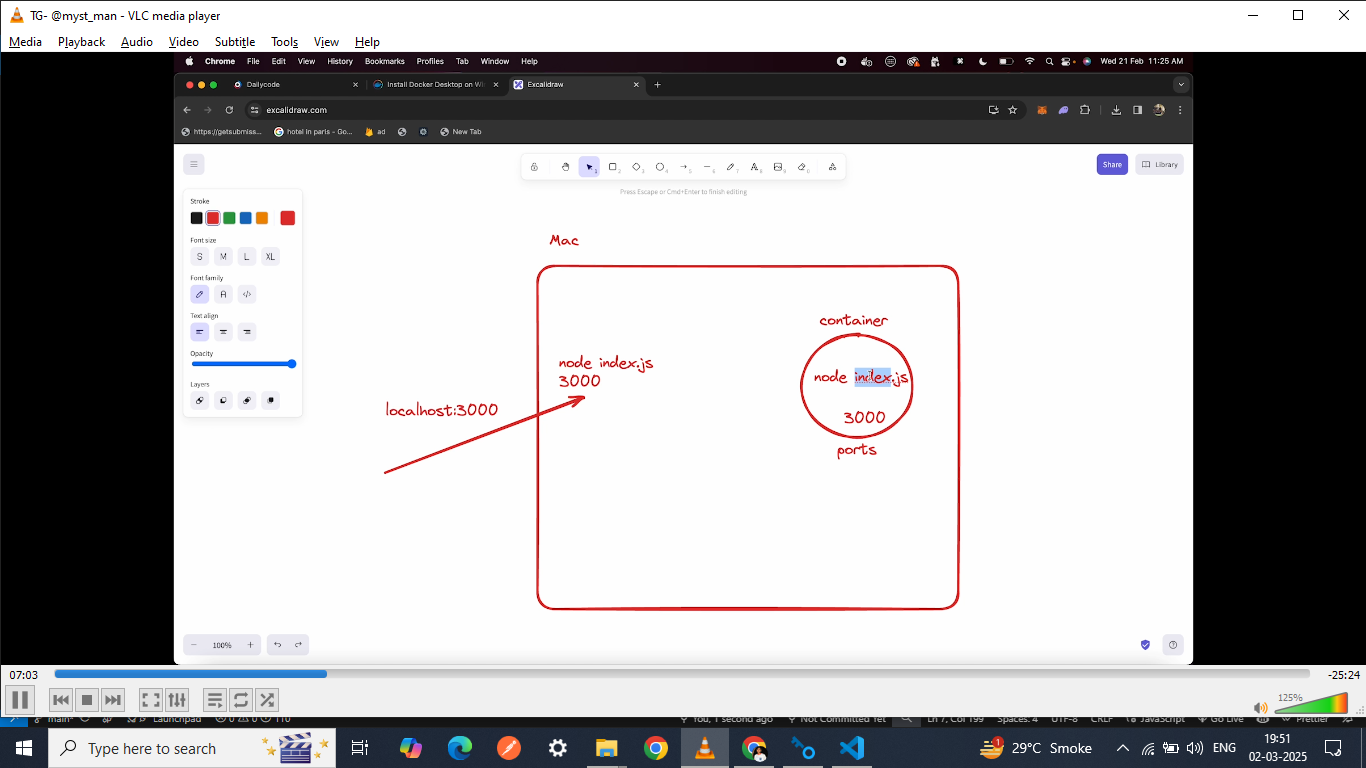 TG- @myst_man - VLC media player
Media Playback Audio Video Subtitle Tools View Help
Chrome File Edit View History Bookmarks Profiles Tab Window Help
Wed 21 Feb 11:25 AM
Dailycode
Install Docker Desktop on Wi
Excalidraw
excalidraw.com
https://getsubmiss...
hotel in paris - Go...
ad
New Tab
Share
Library
Press Escape or Cmd+Enter to finish editing
Stroke
Font size
S M L XL
Font family
A
Text align
Opacity
Layers
Mac
container
node index.js
3000
node index.js
3000
ports
localhost:3000
100%
07:03
-25:24
125%
main*
Launchpad
0 0 110
You, 1 second ago
Not Committed Yet
Ln 7, Col 199
Spaces: 4
UTF-8
CRLF
JavaScript
Go Live
Prettier
Type here to search
1
29°C Smoke
ENG
19:51
02-03-2025